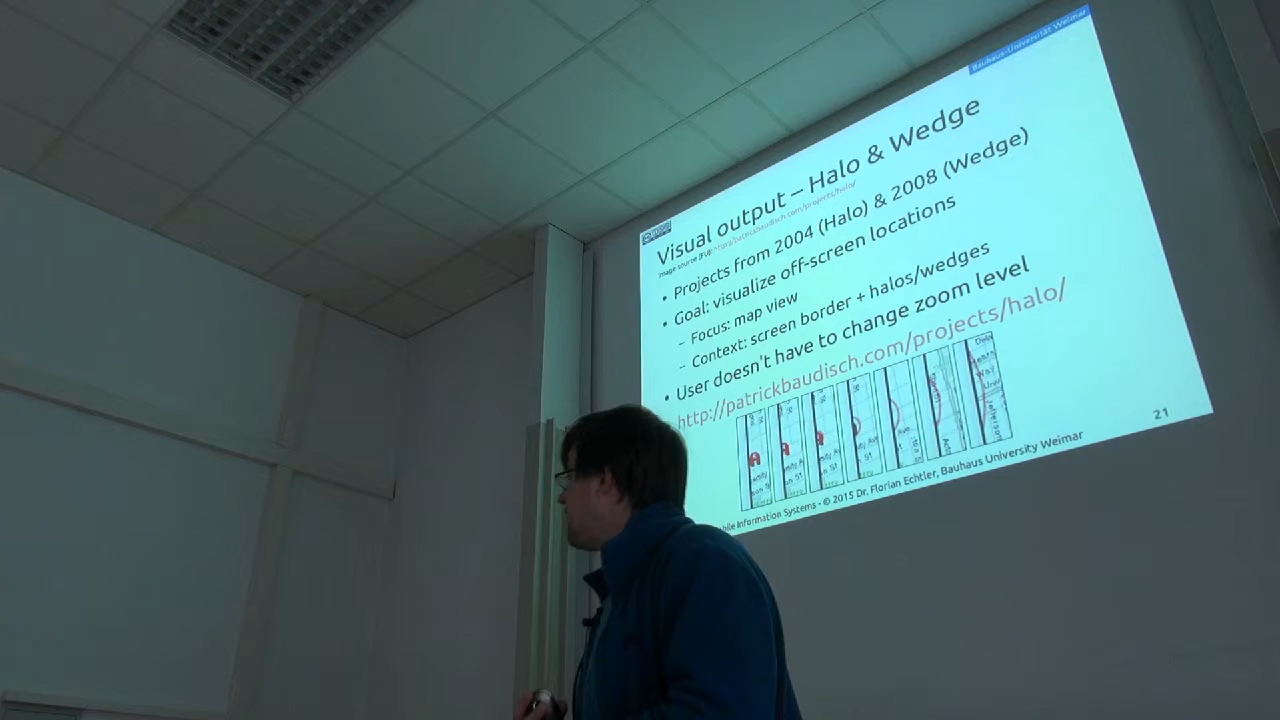 Bauhaus-Universität Weimar
Visual output – Halo & Wedge
Image source (FU): http://patrickbaudisch.com/projects/halo/
• Projects from 2004 (Halo) & 2008 (Wedge)
• Goal: visualize off-screen locations
– Focus: map view
– Context: screen border + halos/wedges
• User doesn't have to change zoom level
http://patrickbaudisch.com/projects/halo/
21
Information Systems - © 2015 Dr. Florian Echtler, Bauhaus University Weimar